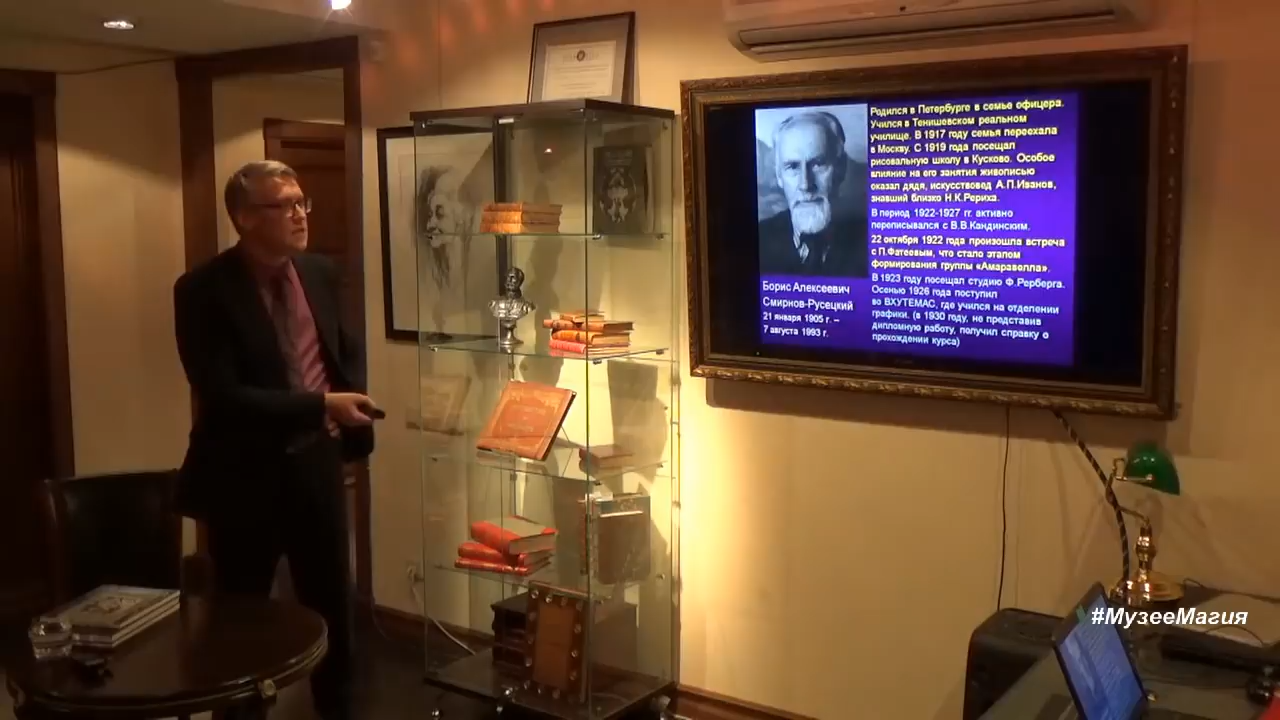 Родился в Петербурге в семье офицера.
Учился в Тенишевском реальном
училище. В 1917 году семья переехала
в Москву. С 1919 года посещал
рисовальную школу в Кусково. Особое
влияние на его занятия живописью
оказал дядя, искусствовед А.П.Иванов,
знавший близко Н.К.Рериха.
В период 1922-1927 гг. активно
переписывался с В.В.Кандинским.
22 октября 1922 года произошла встреча
с П.Фатеевым, что стало этапом
формирования группы «Амаравелла».
В 1923 году посещал студию Ф.Рерберга.
Осенью 1926 года поступил
во ВХУТЕМАС, где учился на отделении
графики. (в 1930 году, не представив
дипломную работу, получил справку о
прохождении курса)
Борис Алексеевич
Смирнов-Русецкий
21 января 1905 г. –
7 августа 1993 г.
#МузееМагия